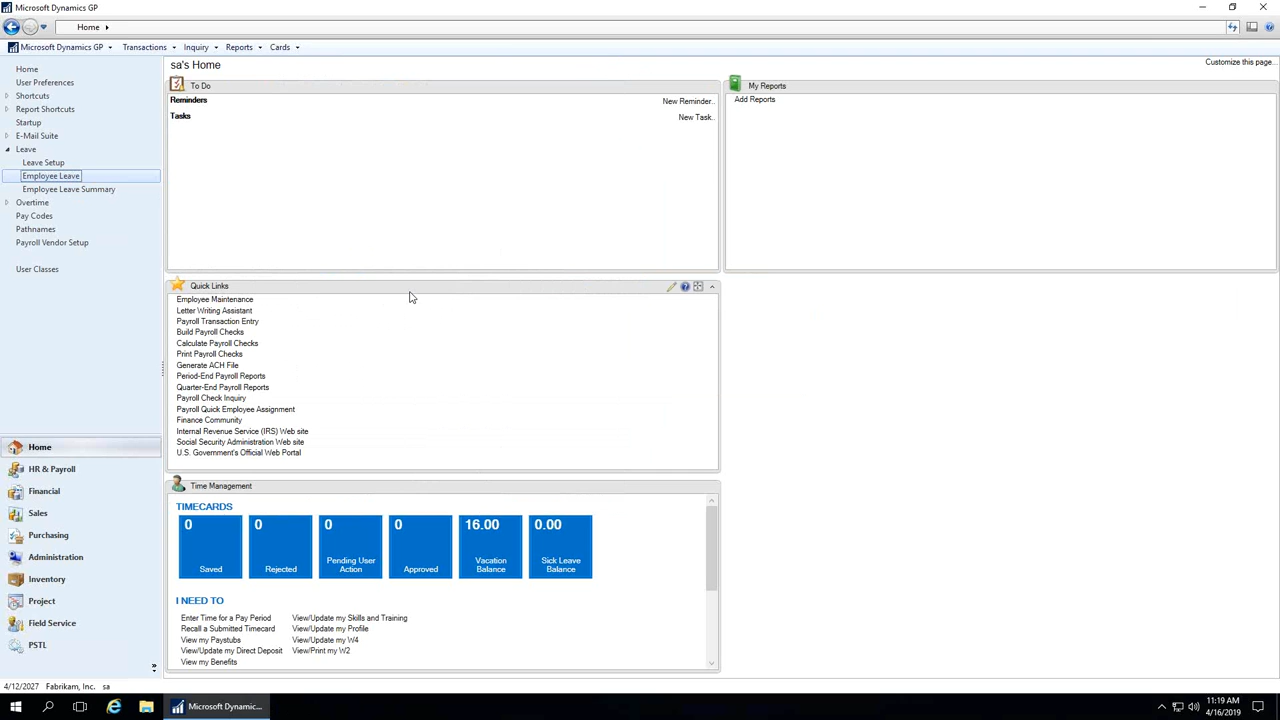 Microsoft Dynamics GP
Home
Microsoft Dynamics GP Transactions Inquiry Reports Cards
Home
User Preferences
Shortcuts
Report Shortcuts
Startup
E-Mail Suite
Leave
Leave Setup
Employee Leave
Employee Leave Summary
Overtime
Pay Codes
Pathnames
Payroll Vendor Setup
User Classes
Home
HR & Payroll
Financial
Sales
Purchasing
Administration
Inventory
Project
Field Service
PSTL
sa's Home
Customize this page...
To Do
Reminders New Reminder..
Tasks New Task..
My Reports
Add Reports
Quick Links
Employee Maintenance
Letter Writing Assistant
Payroll Transaction Entry
Build Payroll Checks
Calculate Payroll Checks
Print Payroll Checks
Generate ACH File
Period-End Payroll Reports
Quarter-End Payroll Reports
Payroll Check Inquiry
Payroll Quick Employee Assignment
Finance Community
Internal Revenue Service (IRS) Web site
Social Security Administration Web site
U.S. Government's Official Web Portal
Time Management
TIMECARDS
0 Saved
0 Rejected
0 Pending User Action
0 Approved
16.00 Vacation Balance
0.00 Sick Leave Balance
I NEED TO
Enter Time for a Pay Period View/Update my Skills and Training
Recall a Submitted Timecard View/Update my Profile
View my Paystubs View/Update my W4
View/Update my Direct Deposit View/Print my W2
View my Benefits
4/12/2027 Fabrikam, Inc. sa
Microsoft Dynamic...
11:19 AM
4/16/2019